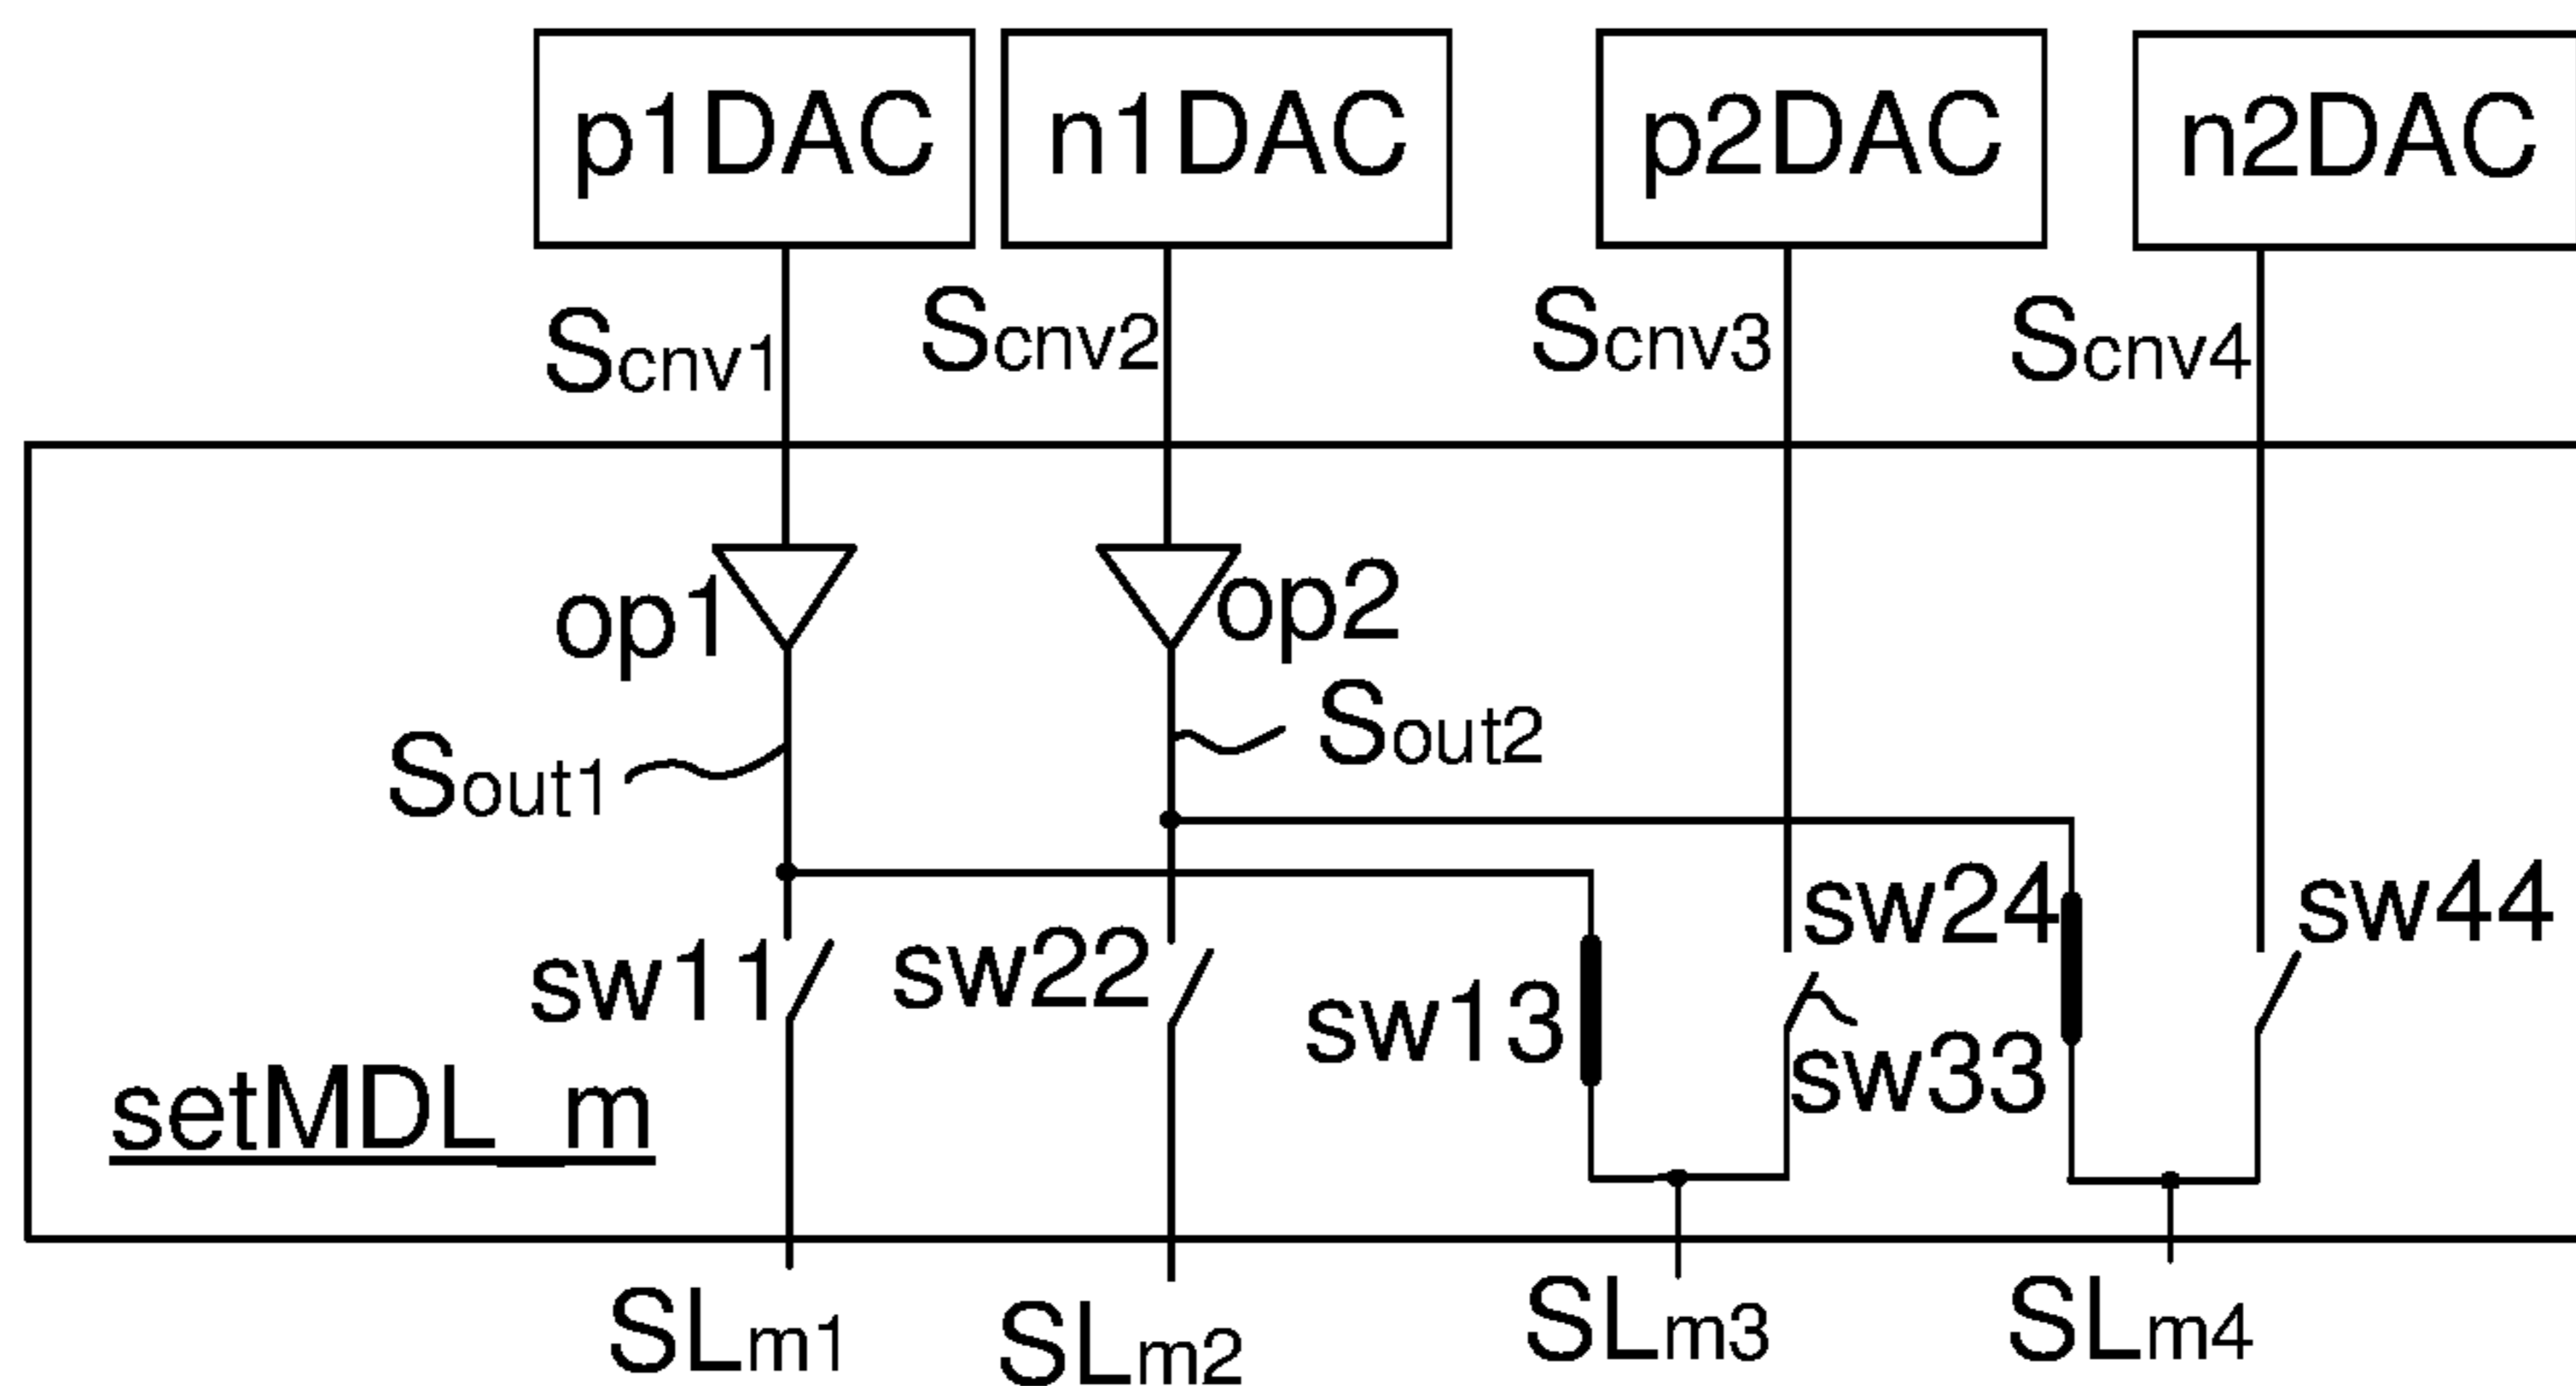 p1DAC n1DAC p2DAC n2DAC
Scnv1 Scnv2 Scnv3 Scnv4
op1 op2
Sout1 Sout2
sw11 sw22 sw13 sw24 sw33 sw44
setMDL_m
SLm1 SLm2 SLm3 SLm4